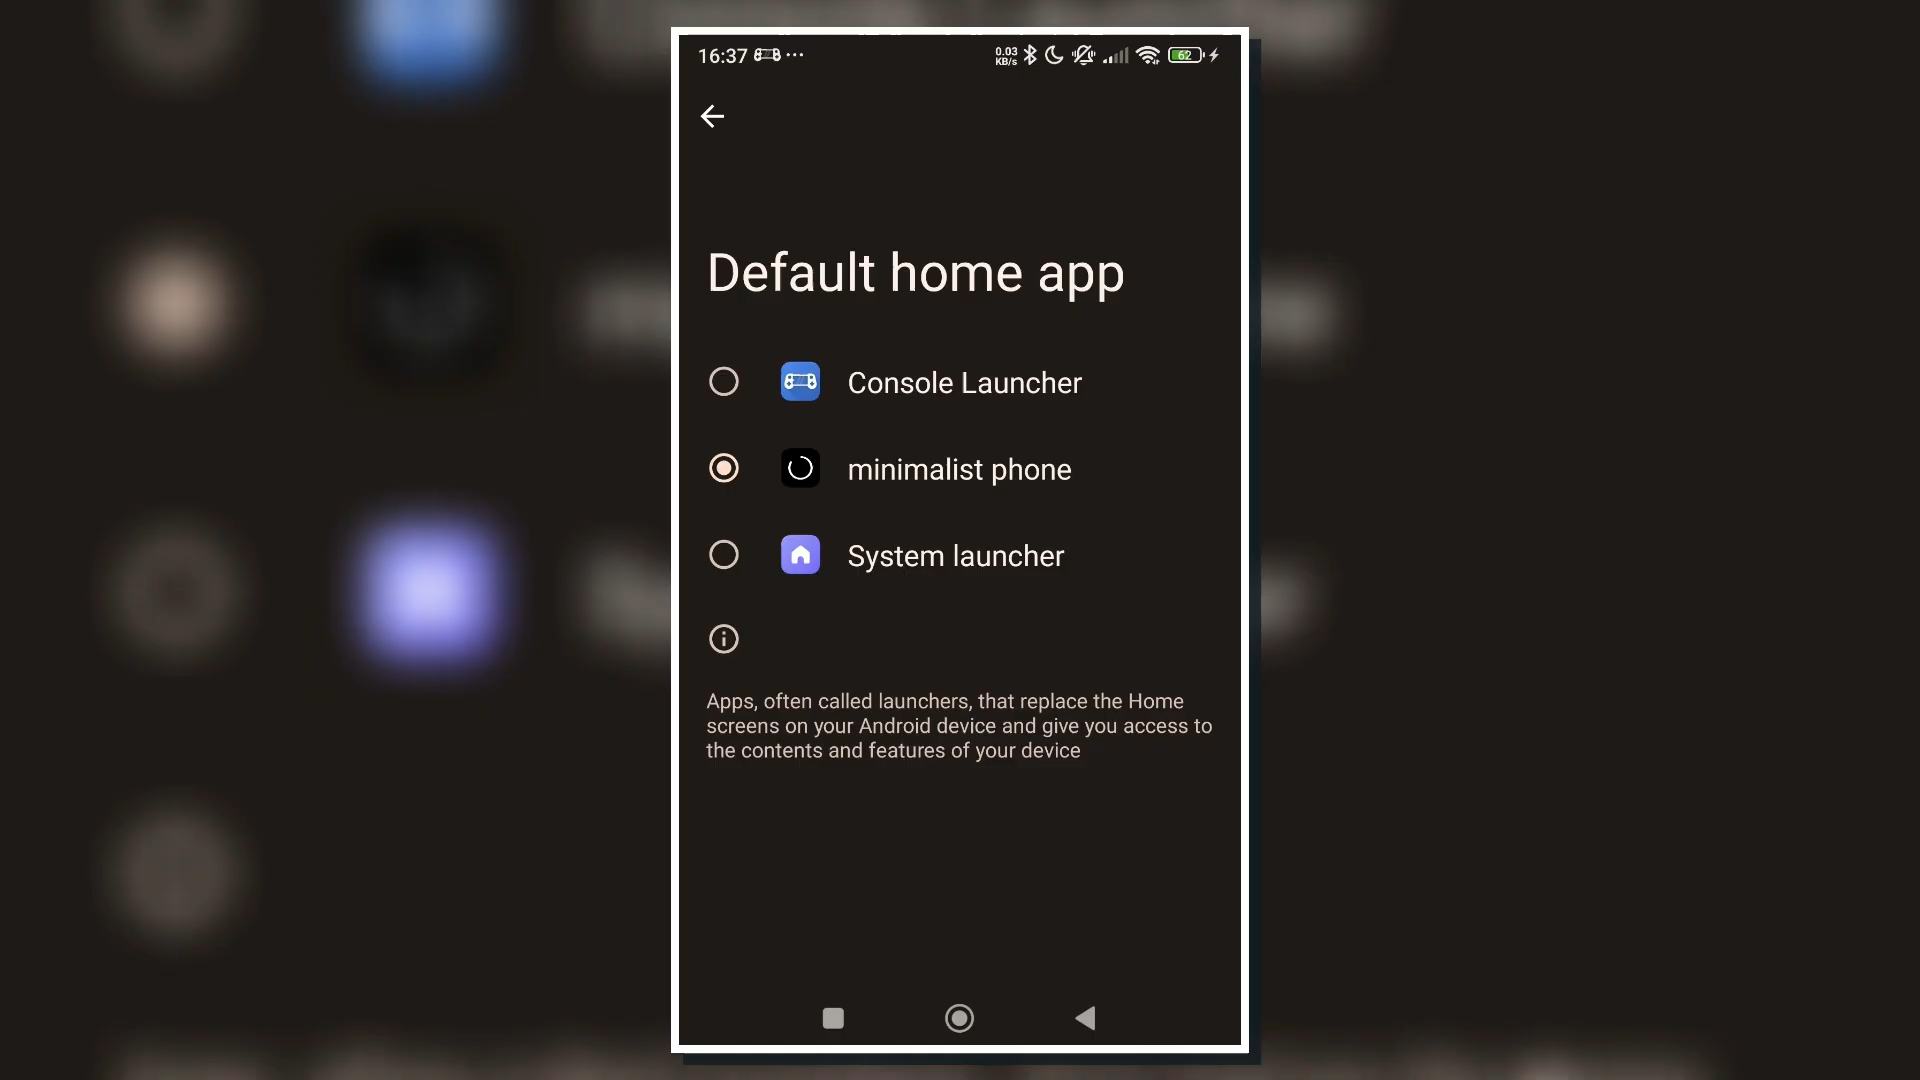 16:37
0.03
KB/s
62
Default home app
Console Launcher
minimalist phone
System launcher
Apps, often called launchers, that replace the Home
screens on your Android device and give you access to
the contents and features of your device